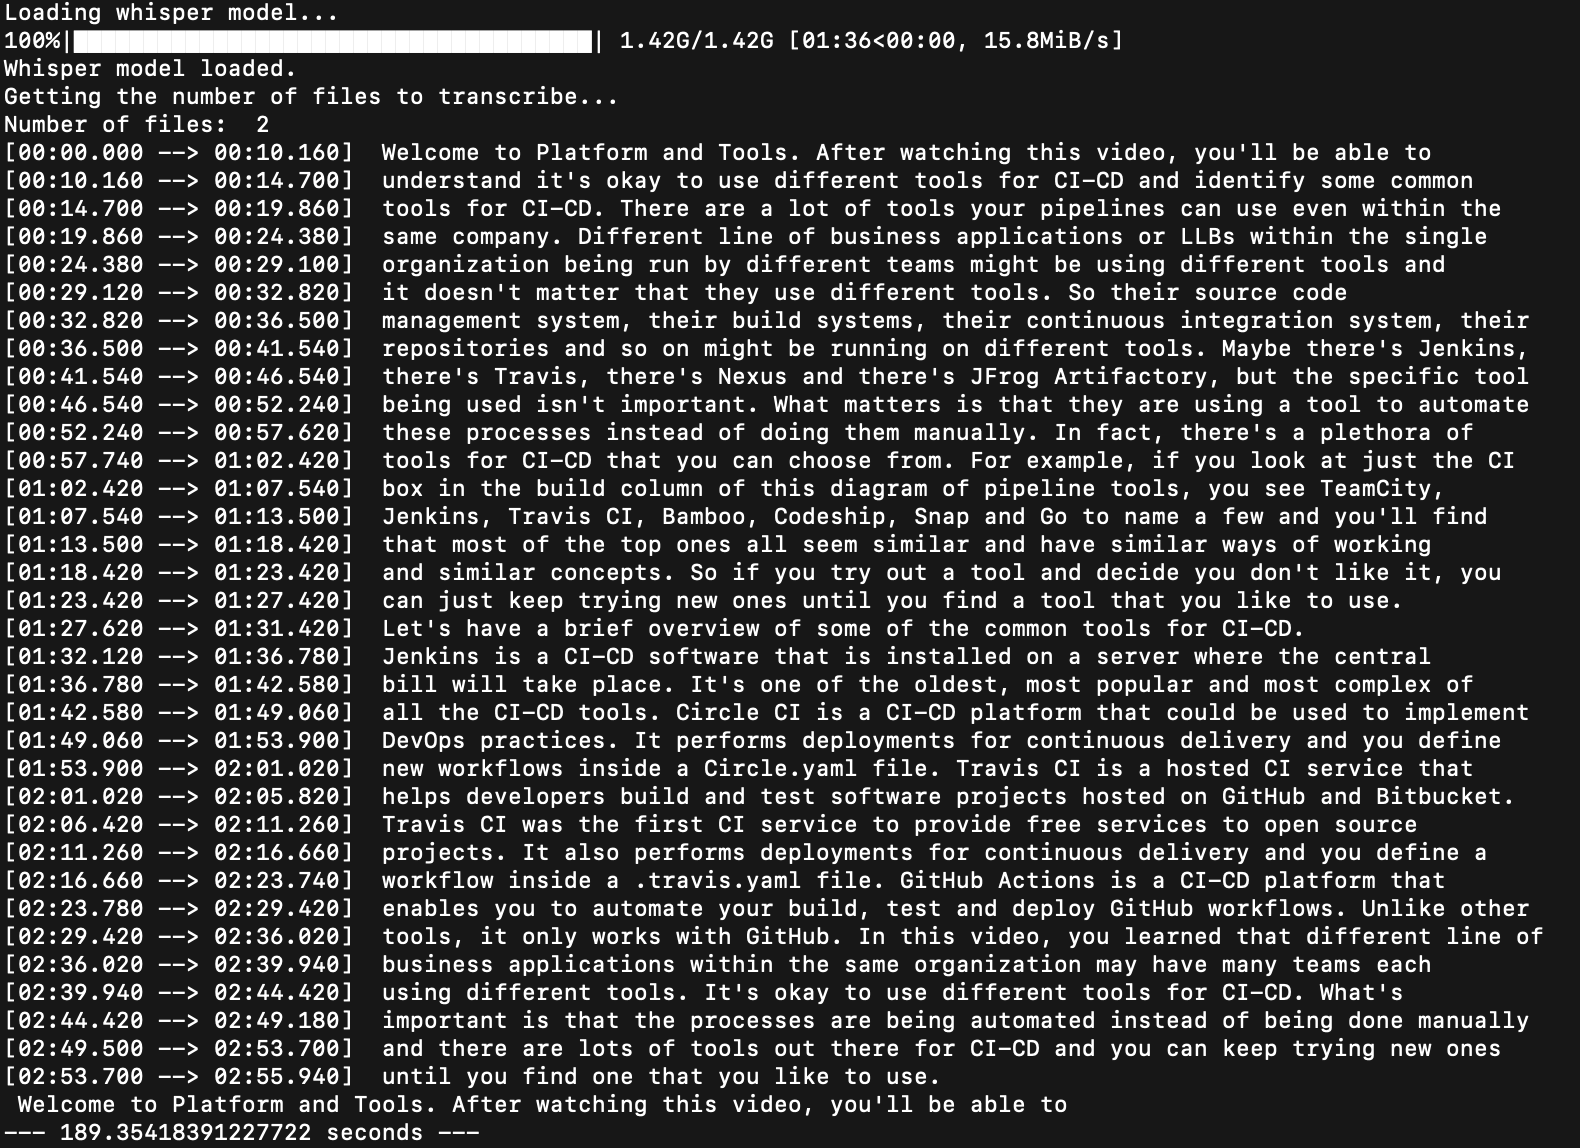 Loading whisper model...
100%|██████████████████████████████████████| 1.42G/1.42G [01:36<00:00, 15.8MiB/s]
Whisper model loaded.
Getting the number of files to transcribe...
Number of files:  2
[00:00.000 --> 00:10.160]  Welcome to Platform and Tools. After watching this video, you'll be able to
[00:10.160 --> 00:14.700]  understand it's okay to use different tools for CI-CD and identify some common
[00:14.700 --> 00:19.860]  tools for CI-CD. There are a lot of tools your pipelines can use even within the
[00:19.860 --> 00:24.380]  same company. Different line of business applications or LLBs within the single
[00:24.380 --> 00:29.100]  organization being run by different teams might be using different tools and
[00:29.120 --> 00:32.820]  it doesn't matter that they use different tools. So their source code
[00:32.820 --> 00:36.500]  management system, their build systems, their continuous integration system, their
[00:36.500 --> 00:41.540]  repositories and so on might be running on different tools. Maybe there's Jenkins,
[00:41.540 --> 00:46.540]  there's Travis, there's Nexus and there's JFrog Artifactory, but the specific tool
[00:46.540 --> 00:52.240]  being used isn't important. What matters is that they are using a tool to automate
[00:52.240 --> 00:57.620]  these processes instead of doing them manually. In fact, there's a plethora of
[00:57.740 --> 01:02.420]  tools for CI-CD that you can choose from. For example, if you look at just the CI
[01:02.420 --> 01:07.540]  box in the build column of this diagram of pipeline tools, you see TeamCity,
[01:07.540 --> 01:13.500]  Jenkins, Travis CI, Bamboo, Codeship, Snap and Go to name a few and you'll find
[01:13.500 --> 01:18.420]  that most of the top ones all seem similar and have similar ways of working
[01:18.420 --> 01:23.420]  and similar concepts. So if you try out a tool and decide you don't like it, you
[01:23.420 --> 01:27.420]  can just keep trying new ones until you find a tool that you like to use.
[01:27.620 --> 01:31.420]  Let's have a brief overview of some of the common tools for CI-CD.
[01:32.120 --> 01:36.780]  Jenkins is a CI-CD software that is installed on a server where the central
[01:36.780 --> 01:42.580]  bill will take place. It's one of the oldest, most popular and most complex of
[01:42.580 --> 01:49.060]  all the CI-CD tools. Circle CI is a CI-CD platform that could be used to implement
[01:49.060 --> 01:53.900]  DevOps practices. It performs deployments for continuous delivery and you define
[01:53.900 --> 02:01.020]  new workflows inside a Circle.yaml file. Travis CI is a hosted CI service that
[02:01.020 --> 02:05.820]  helps developers build and test software projects hosted on GitHub and Bitbucket.
[02:06.420 --> 02:11.260]  Travis CI was the first CI service to provide free services to open source
[02:11.260 --> 02:16.660]  projects. It also performs deployments for continuous delivery and you define a
[02:16.660 --> 02:23.740]  workflow inside a .travis.yaml file. GitHub Actions is a CI-CD platform that
[02:23.780 --> 02:29.420]  enables you to automate your build, test and deploy GitHub workflows. Unlike other
[02:29.420 --> 02:36.020]  tools, it only works with GitHub. In this video, you learned that different line of
[02:36.020 --> 02:39.940]  business applications within the same organization may have many teams each
[02:39.940 --> 02:44.420]  using different tools. It's okay to use different tools for CI-CD. What's
[02:44.420 --> 02:49.180]  important is that the processes are being automated instead of being done manually
[02:49.500 --> 02:53.700]  and there are lots of tools out there for CI-CD and you can keep trying new ones
[02:53.700 --> 02:55.940]  until you find one that you like to use.
 Welcome to Platform and Tools. After watching this video, you'll be able to
--- 189.35418391227722 seconds ---